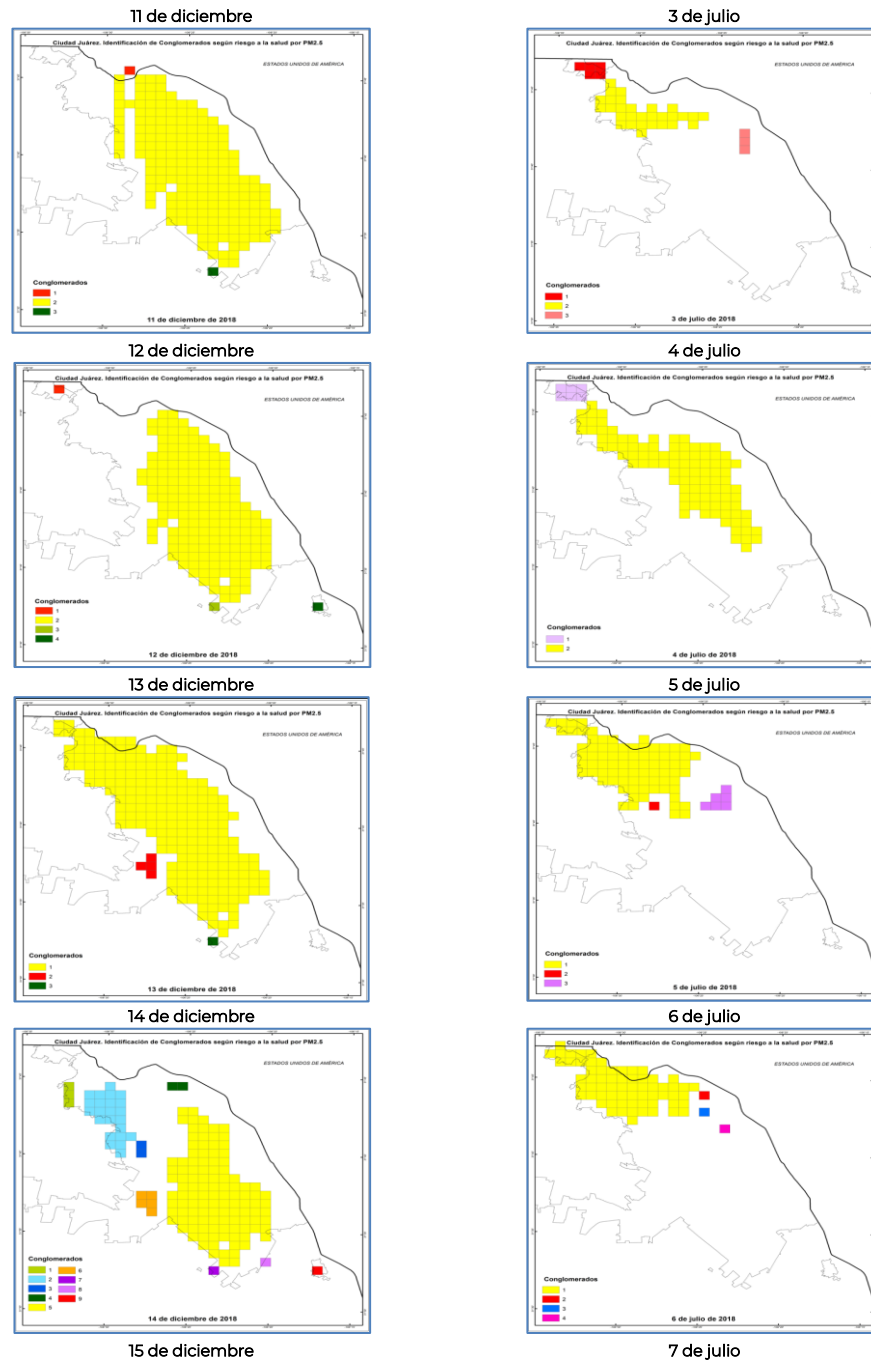 11 de diciembre
Ciudad Juárez. Identificación de Conglomerados según riesgo a la salud por PM2.5
ESTADOS UNIDOS DE AMÉRICA
Conglomerados
1
2
3
11 de diciembre de 2018
3 de julio
Ciudad Juárez. Identificación de Conglomerados según riesgo a la salud por PM2.5
ESTADOS UNIDOS DE AMÉRICA
Conglomerados
1
2
3
3 de julio de 2018
12 de diciembre
Ciudad Juárez. Identificación de Conglomerados según riesgo a la salud por PM2.5
ESTADOS UNIDOS DE AMÉRICA
Conglomerados
1
2
3
4
12 de diciembre de 2018
4 de julio
Ciudad Juárez. Identificación de Conglomerados según riesgo a la salud por PM2.5
ESTADOS UNIDOS DE AMÉRICA
Conglomerados
1
2
4 de julio de 2018
13 de diciembre
Ciudad Juárez. Identificación de Conglomerados según riesgo a la salud por PM2.5
ESTADOS UNIDOS DE AMÉRICA
Conglomerados
1
2
3
13 de diciembre de 2018
5 de julio
Ciudad Juárez. Identificación de Conglomerados según riesgo a la salud por PM2.5
ESTADOS UNIDOS DE AMÉRICA
Conglomerados
1
2
3
5 de julio de 2018
14 de diciembre
Ciudad Juárez. Identificación de Conglomerados según riesgo a la salud por PM2.5
ESTADOS UNIDOS DE AMÉRICA
Conglomerados
1 6
2 7
3 8
4 9
5
14 de diciembre de 2018
6 de julio
Ciudad Juárez. Identificación de Conglomerados según riesgo a la salud por PM2.5
ESTADOS UNIDOS DE AMÉRICA
Conglomerados
1
2
3
4
6 de julio de 2018
15 de diciembre
7 de julio